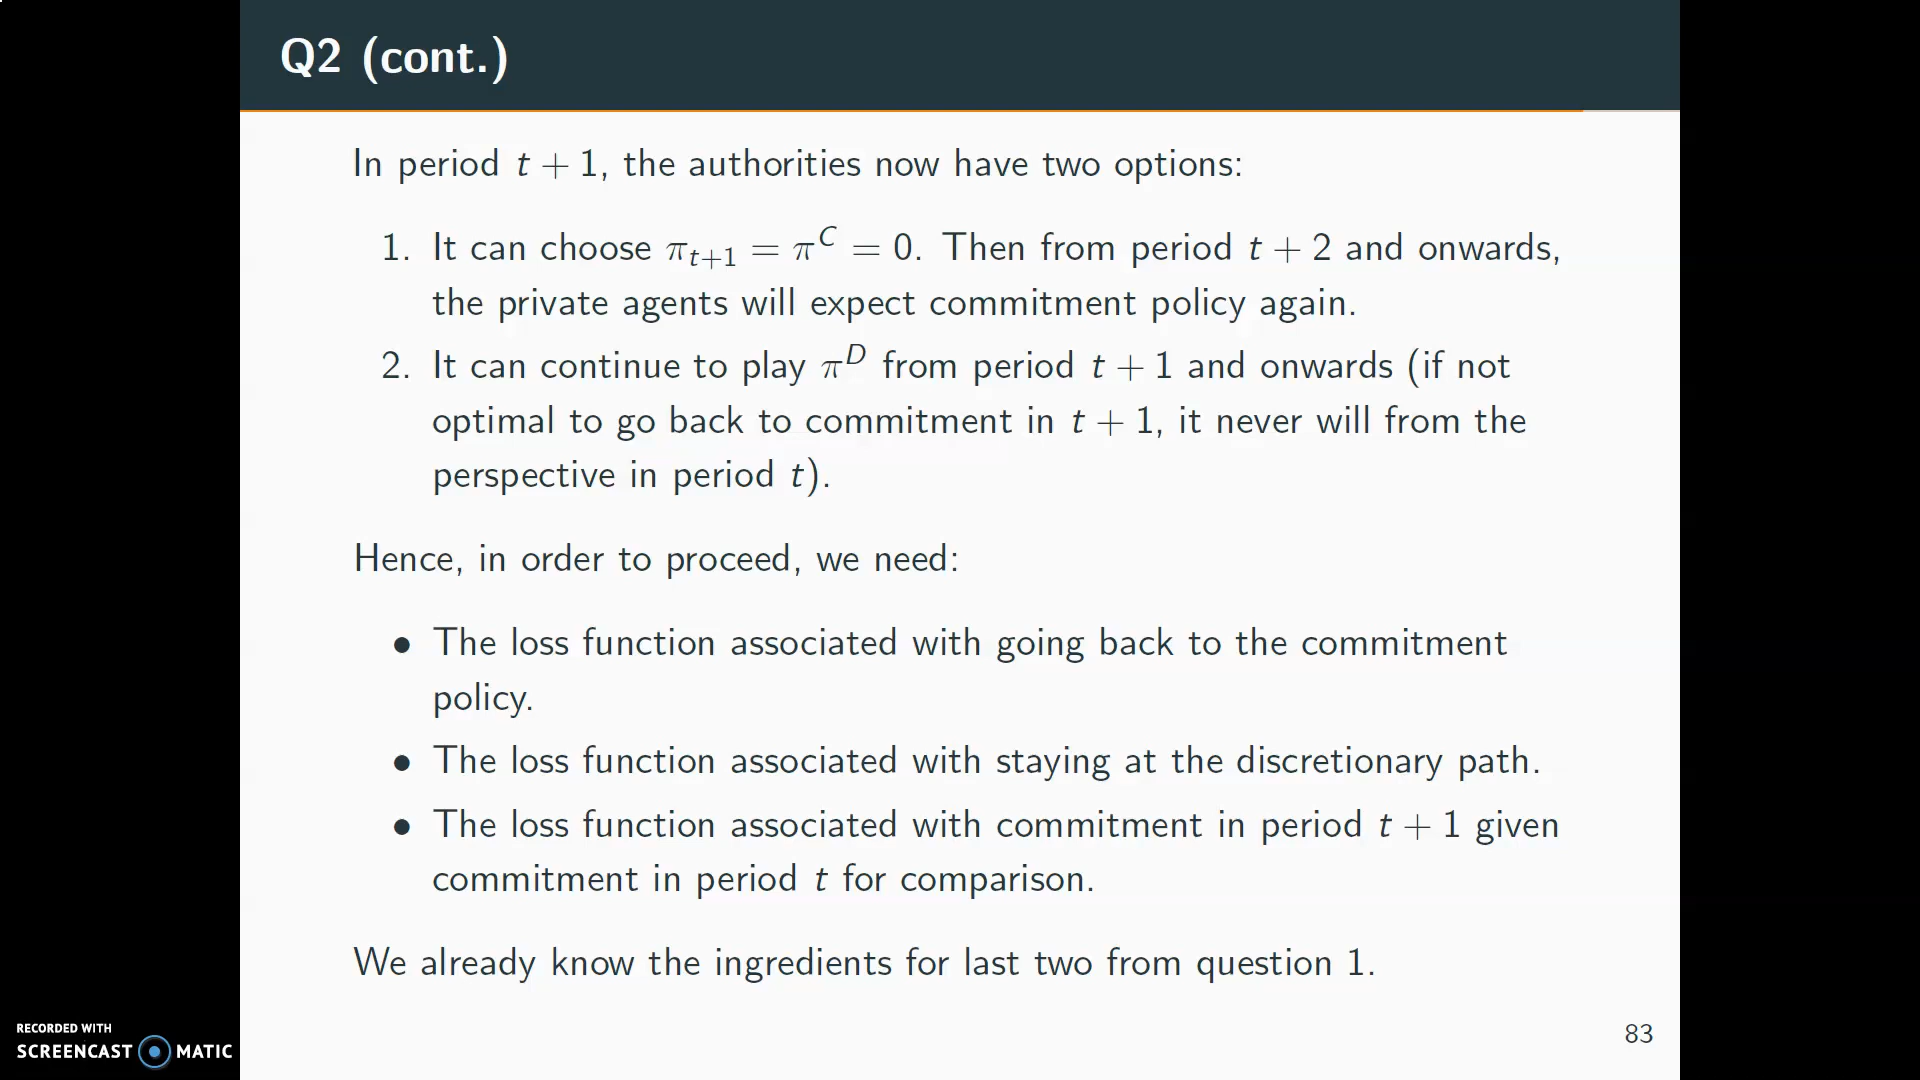 Q2 (cont.)
In period t + 1, the authorities now have two options:
1. It can choose π_{t+1} = π^C = 0. Then from period t + 2 and onwards,
the private agents will expect commitment policy again.
2. It can continue to play π^D from period t + 1 and onwards (if not
optimal to go back to commitment in t + 1, it never will from the
perspective in period t).
Hence, in order to proceed, we need:
• The loss function associated with going back to the commitment
policy.
• The loss function associated with staying at the discretionary path.
• The loss function associated with commitment in period t + 1 given
commitment in period t for comparison.
We already know the ingredients for last two from question 1.
83
RECORDED WITH
SCREENCAST MATIC